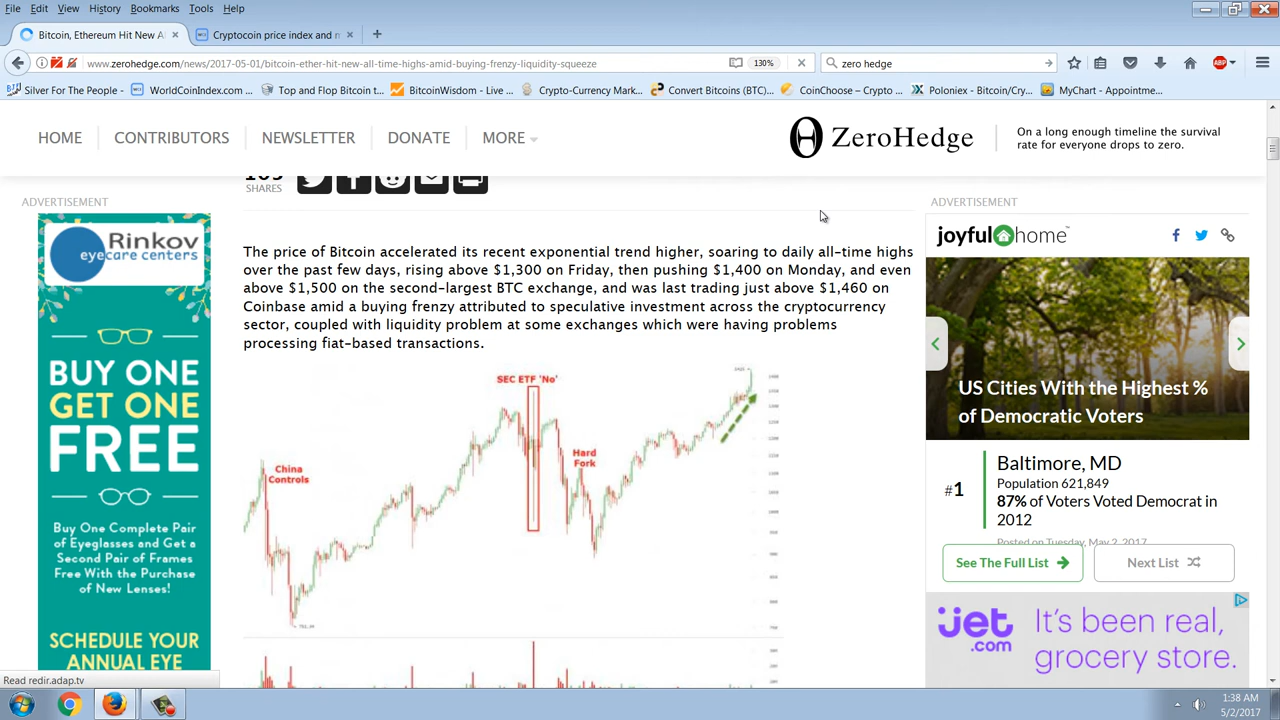 File Edit View History Bookmarks Tools Help
Bitcoin, Ethereum Hit New A
Cryptocoin price index and m
www.zerohedge.com/news/2017-05-01/bitcoin-ether-hit-new-all-time-highs-amid-buying-frenzy-liquidity-squeeze
130%
zero hedge
ABP
Silver For The People - ...
WorldCoinIndex.com - ...
Top and Flop Bitcoin t...
BitcoinWisdom - Live ...
Crypto-Currency Mark...
Convert Bitcoins (BTC)...
CoinChoose – Crypto ...
Poloniex - Bitcoin/Cry...
MyChart - Appointme...
HOME
CONTRIBUTORS
NEWSLETTER
DONATE
MORE
ZeroHedge
On a long enough timeline the survival
rate for everyone drops to zero.
SHARES
ADVERTISEMENT
Rinkov
eyecare centers
BUY ONE
GET ONE
FREE
Buy One Complete Pair
of Eyeglasses and Get a
Second Pair of Frames
Free With the Purchase
of New Lenses!
SCHEDULE YOUR
ANNUAL EYE
The price of Bitcoin accelerated its recent exponential trend higher, soaring to daily all-time highs
over the past few days, rising above $1,300 on Friday, then pushing $1,400 on Monday, and even
above $1,500 on the second-largest BTC exchange, and was last trading just above $1,460 on
Coinbase amid a buying frenzy attributed to speculative investment across the cryptocurrency
sector, coupled with liquidity problem at some exchanges which were having problems
processing fiat-based transactions.
SEC ETF 'No'
China
Controls
Hard
Fork
ADVERTISEMENT
joyful home
US Cities With the Highest %
of Democratic Voters
#1
Baltimore, MD
Population 621,849
87% of Voters Voted Democrat in
2012
Posted on Tuesday, May 2, 2017
See The Full List
Next List
jet.com
It's been real,
grocery store.
Read redir.adap.tv
1:38 AM
5/2/2017